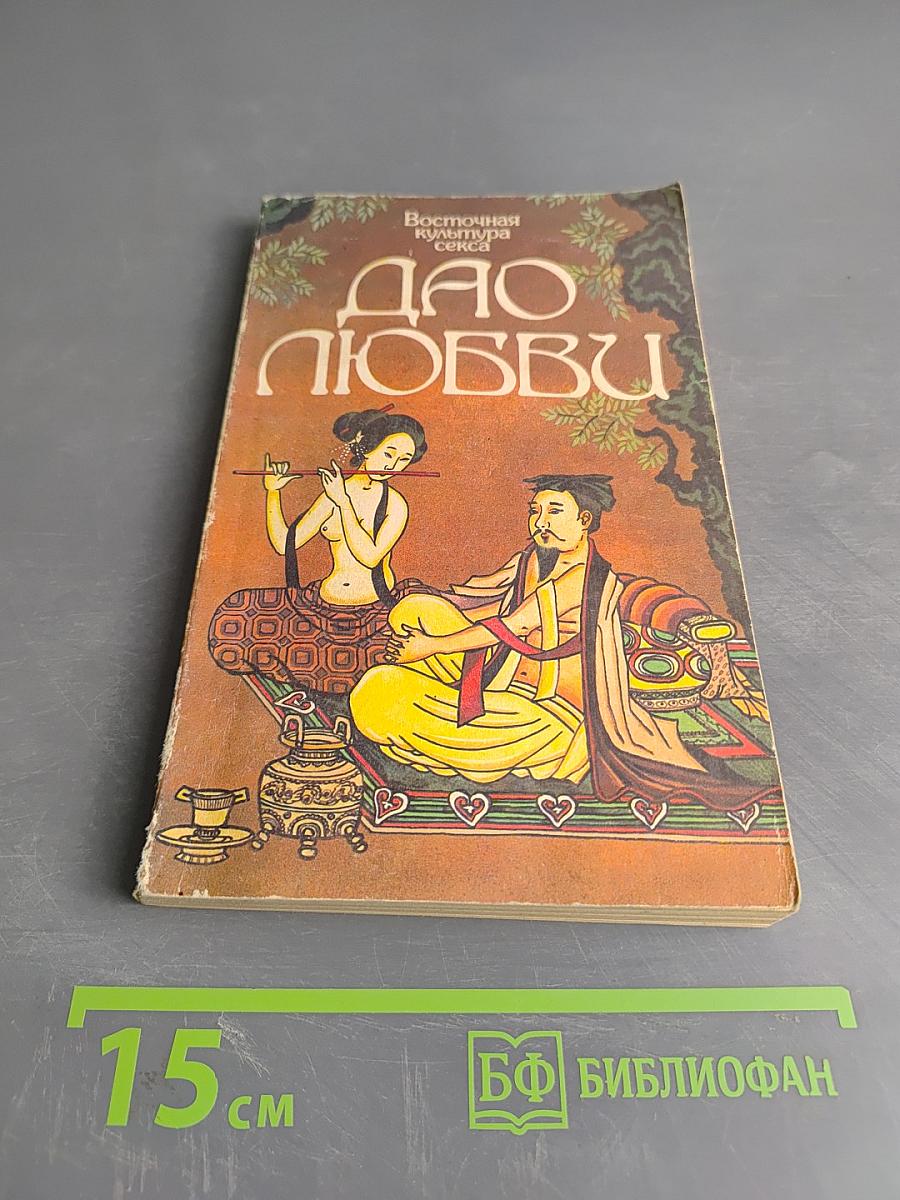 Восточная
культура
секса
ДАО
ЛЮБВИ
15 см
БФ БИБЛИОФАН